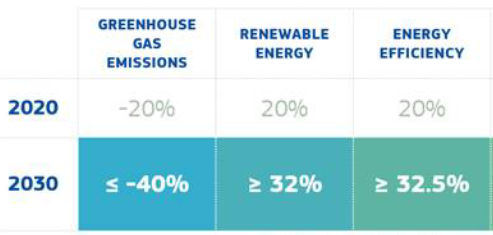 GREENHOUSE
GAS
EMISSIONS
RENEWABLE
ENERGY
ENERGY
EFFICIENCY
2020 -20% 20% 20%
2030 ≤ -40% ≥ 32% ≥ 32.5%